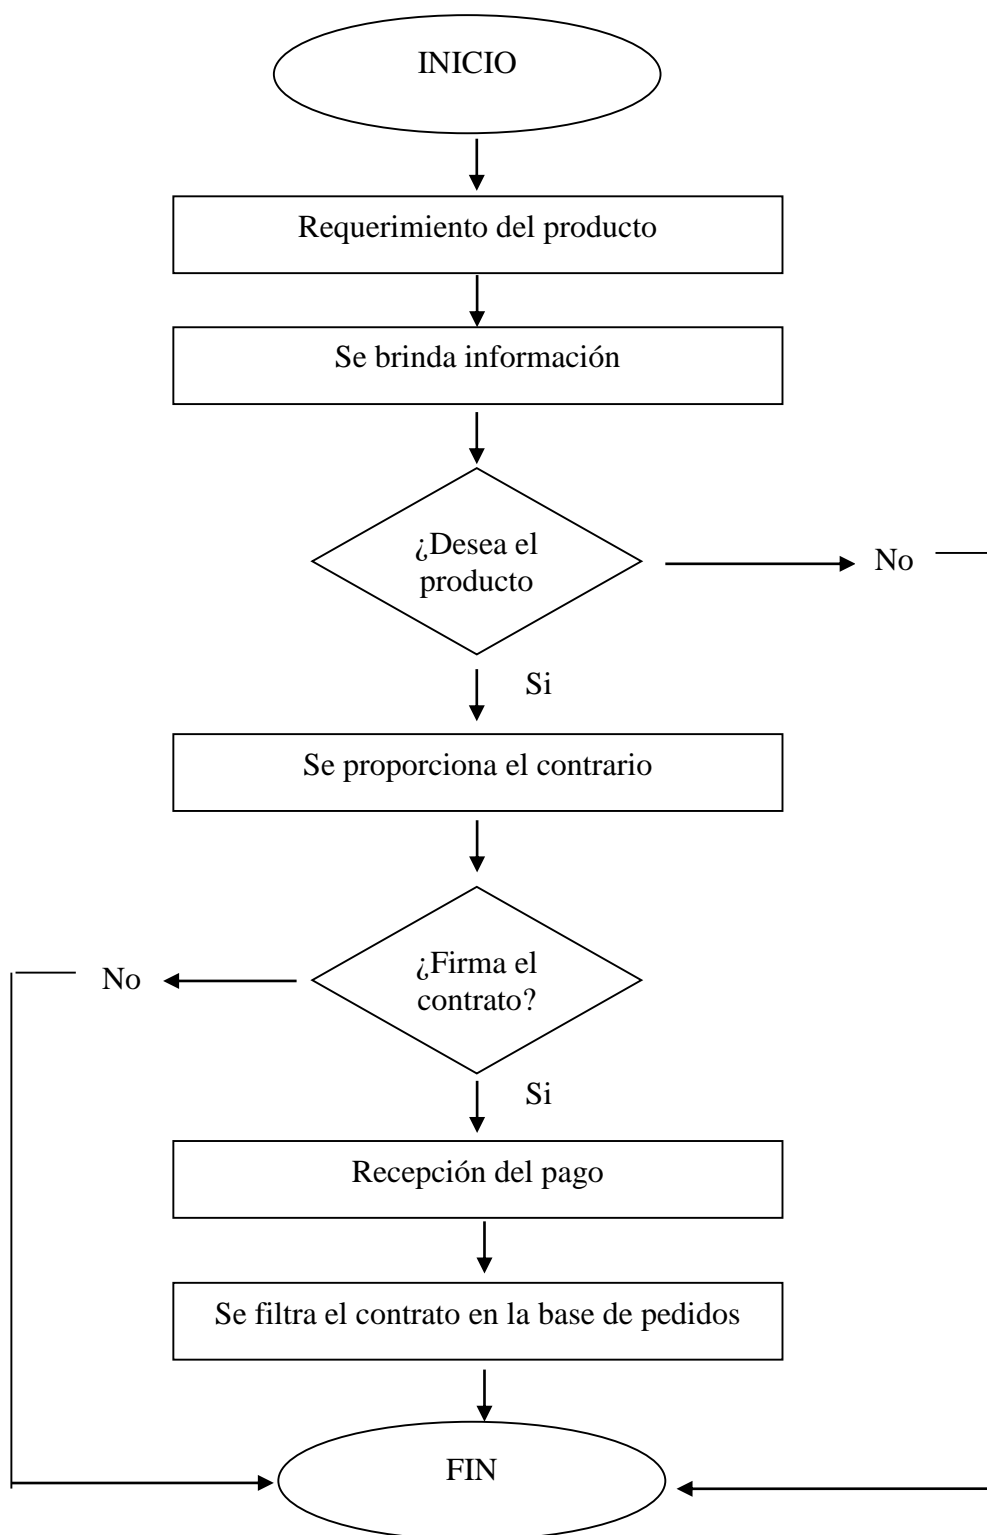 INICIO
Requerimiento del producto
Se brinda información
¿Desea el
producto
No
Si
Se proporciona el contrario
¿Firma el
contrato?
No
Si
Recepción del pago
Se filtra el contrato en la base de pedidos
FIN